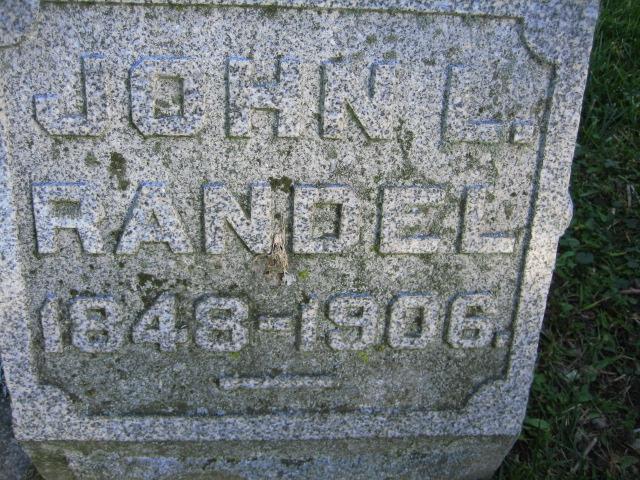 JOHN L.
RANDEL
1848-1906.